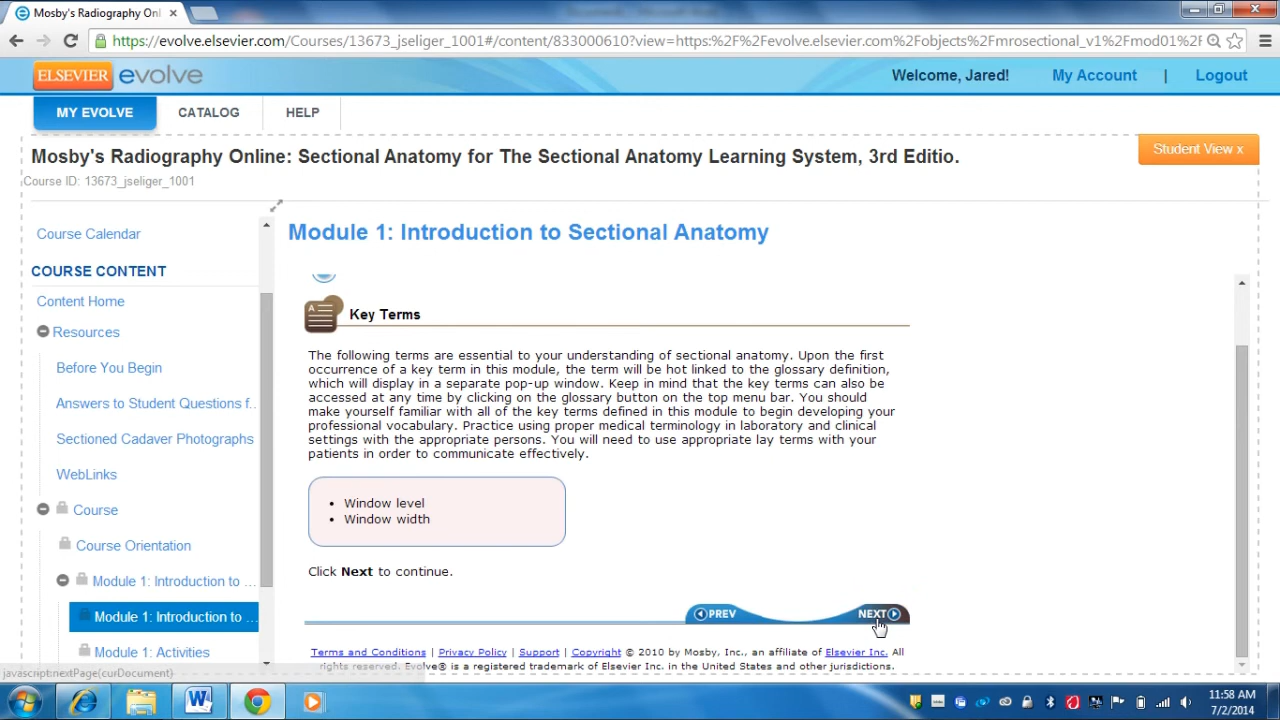 Mosby's Radiography Onl
https://evolve.elsevier.com/Courses/13673_jseliger_1001#/content/833000610?view=https:%2F%2Fevolve.elsevier.com%2Fobjects%2Fmrosectional_v1%2Fmod01%2F
ELSEVIER evolve Welcome, Jared! My Account | Logout
MY EVOLVE CATALOG HELP
Mosby's Radiography Online: Sectional Anatomy for The Sectional Anatomy Learning System, 3rd Editio.
Student View x
Course ID: 13673_jseliger_1001
Course Calendar
COURSE CONTENT
Content Home
Resources
Before You Begin
Answers to Student Questions f..
Sectioned Cadaver Photographs
WebLinks
Course
Course Orientation
Module 1: Introduction to ...
Module 1: Introduction to ...
Module 1: Activities
Module 1: Introduction to Sectional Anatomy
Key Terms
The following terms are essential to your understanding of sectional anatomy. Upon the first
occurrence of a key term in this module, the term will be hot linked to the glossary definition,
which will display in a separate pop-up window. Keep in mind that the key terms can also be
accessed at any time by clicking on the glossary button on the top menu bar. You should
make yourself familiar with all of the key terms defined in this module to begin developing your
professional vocabulary. Practice using proper medical terminology in laboratory and clinical
settings with the appropriate persons. You will need to use appropriate lay terms with your
patients in order to communicate effectively.
• Window level
• Window width
Click Next to continue.
PREV NEXT
Terms and Conditions | Privacy Policy | Support | Copyright © 2010 by Mosby, Inc., an affiliate of Elsevier Inc. All
rights reserved. Evolve® is a registered trademark of Elsevier Inc. in the United States and other jurisdictions.
javascript:nextPage(curDocument)
11:58 AM
7/2/2014